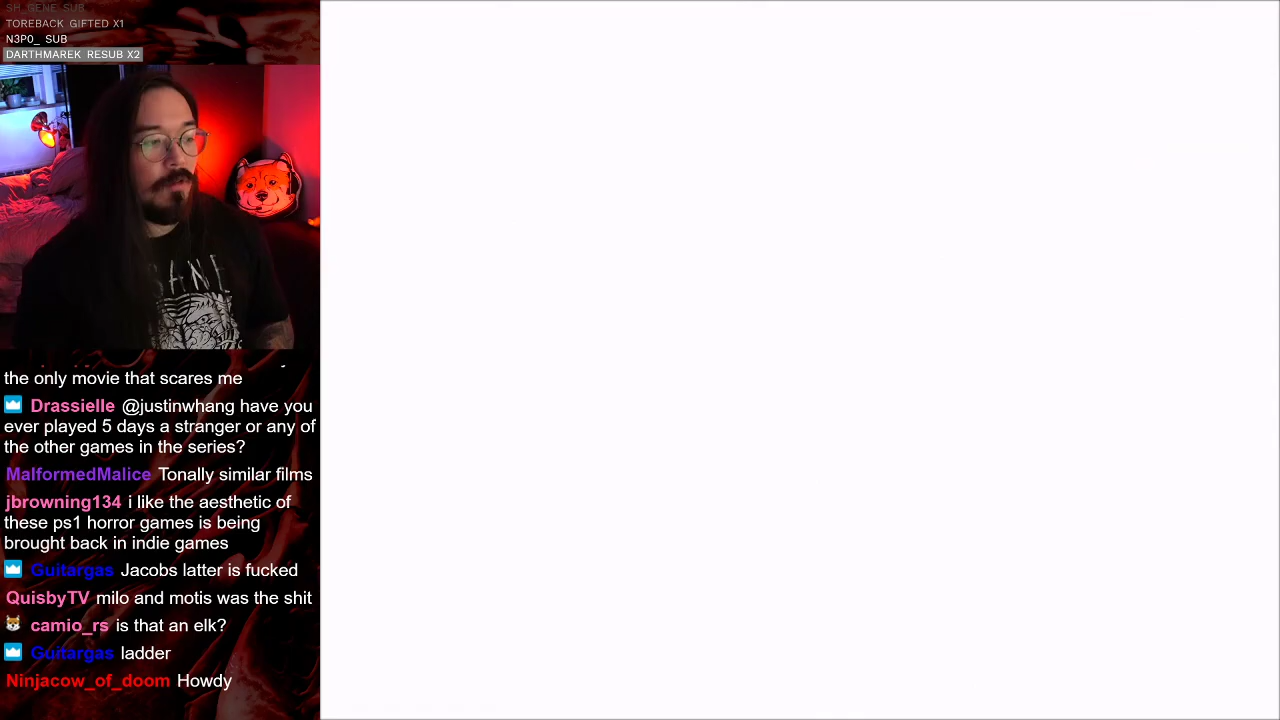 SH_GENE SUB
TOREBACK GIFTED X1
N3P0_ SUB
DARTHMAREK RESUB X2
the only movie that scares me
Drassielle @justinwhang have you
ever played 5 days a stranger or any of
the other games in the series?
MalformedMalice Tonally similar films
jbrowning134 i like the aesthetic of
these ps1 horror games is being
brought back in indie games
Guitargas Jacobs latter is fucked
QuisbyTV milo and motis was the shit
camio_rs is that an elk?
Guitargas ladder
Ninjacow_of_doom Howdy